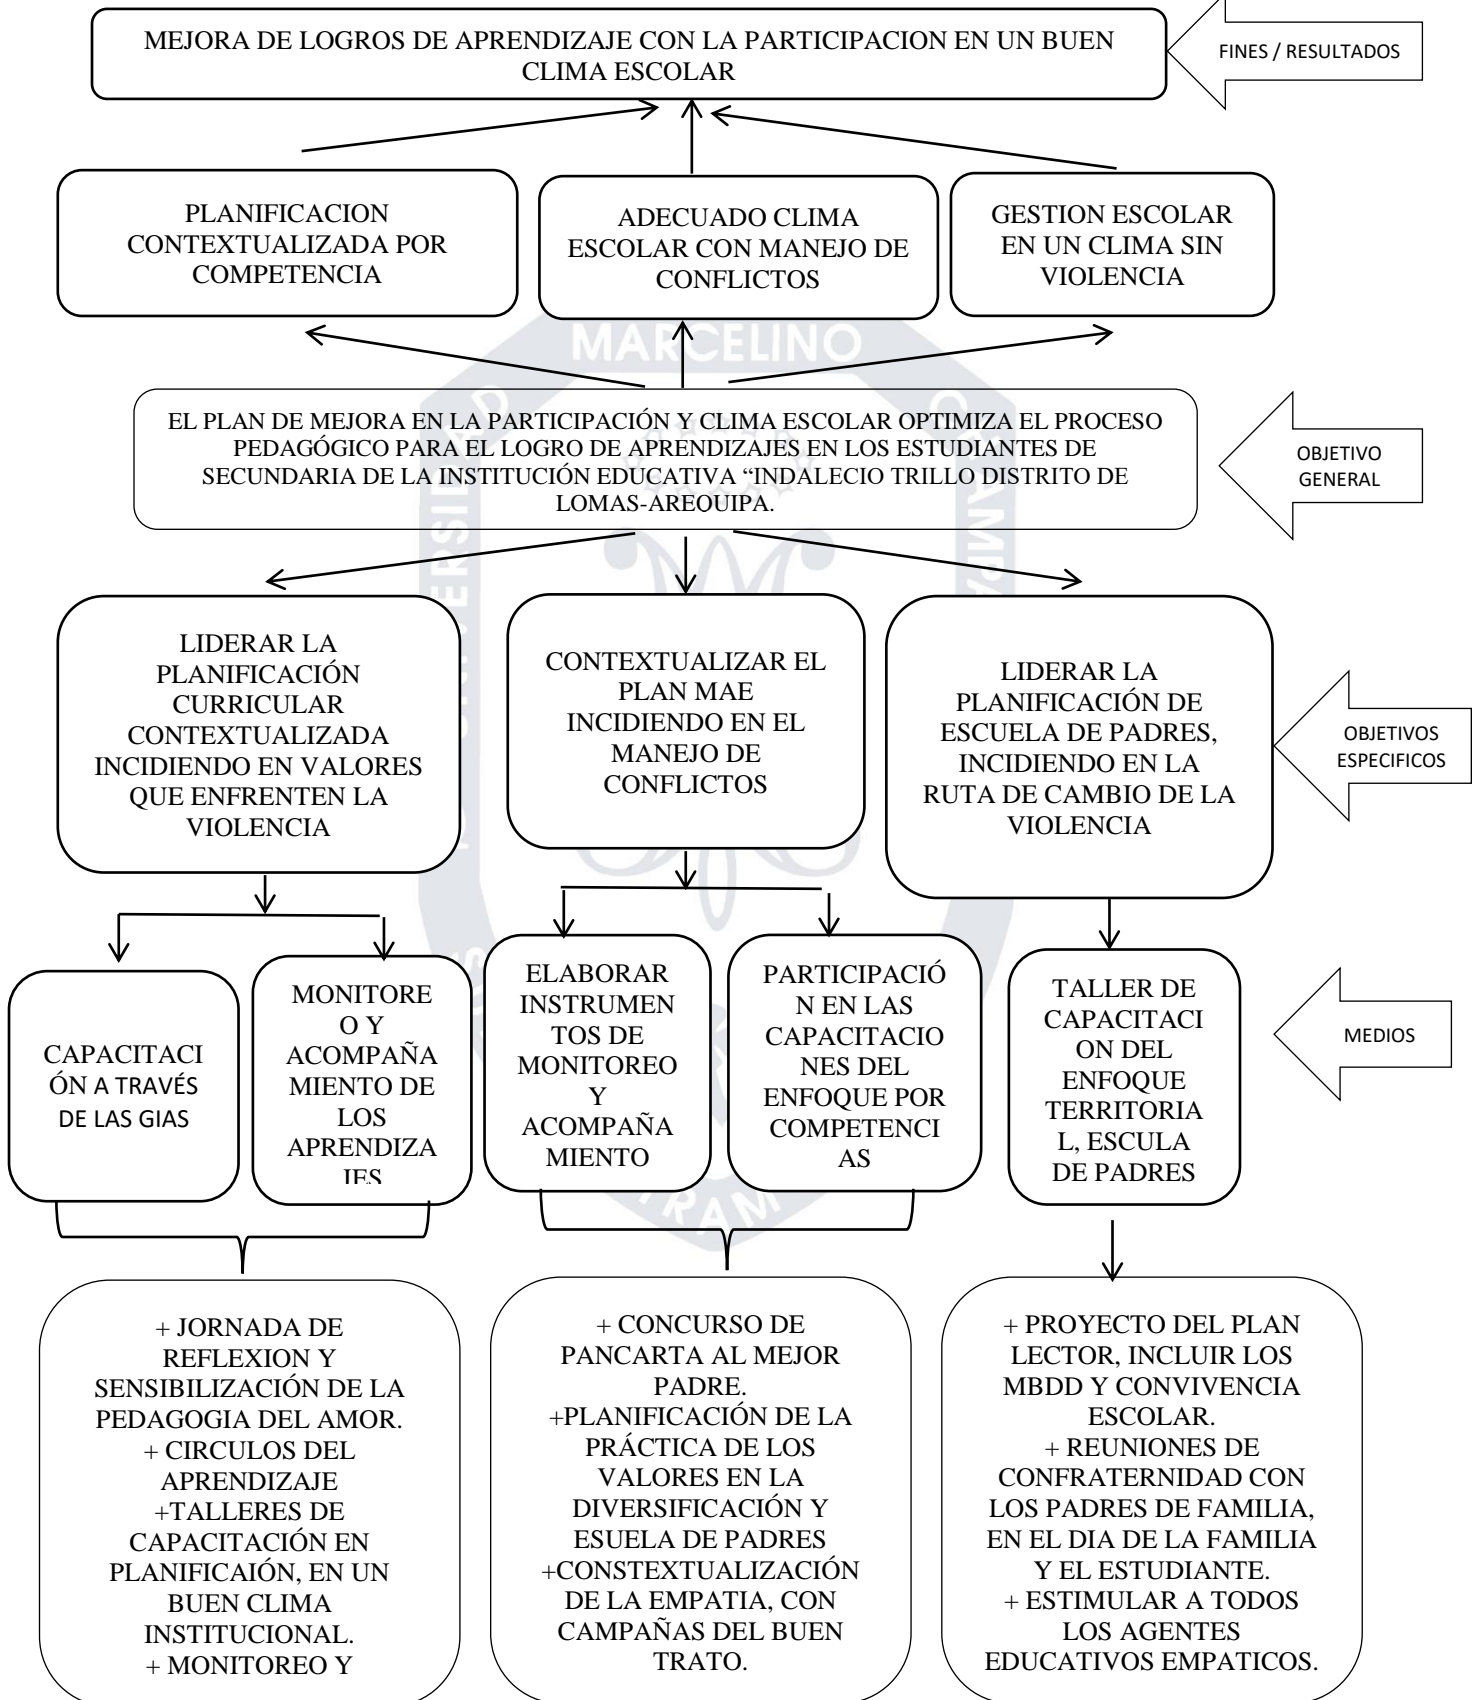 MEJORA DE LOGROS DE APRENDIZAJE CON LA PARTICIPACION EN UN BUEN
CLIMA ESCOLAR
FINES / RESULTADOS
PLANIFICACION
CONTEXTUALIZADA POR
COMPETENCIA
ADECUADO CLIMA
ESCOLAR CON MANEJO DE
CONFLICTOS
GESTION ESCOLAR
EN UN CLIMA SIN
VIOLENCIA
MARCELINO
EL PLAN DE MEJORA EN LA PARTICIPACIÓN Y CLIMA ESCOLAR OPTIMIZA EL PROCESO
PEDAGÓGICO PARA EL LOGRO DE APRENDIZAJES EN LOS ESTUDIANTES DE
SECUNDARIA DE LA INSTITUCIÓN EDUCATIVA “INDALECIO TRILLO DISTRITO DE
LOMAS-AREQUIPA.
OBJETIVO
GENERAL
LIDERAR LA
PLANIFICACIÓN
CURRICULAR
CONTEXTUALIZADA
INCIDIENDO EN VALORES
QUE ENFRENTEN LA
VIOLENCIA
CONTEXTUALIZAR EL
PLAN MAE
INCIDIENDO EN EL
MANEJO DE
CONFLICTOS
LIDERAR LA
PLANIFICACIÓN DE
ESCUELA DE PADRES,
INCIDIENDO EN LA
RUTA DE CAMBIO DE LA
VIOLENCIA
OBJETIVOS
ESPECIFICOS
CAPACITACI
ÓN A TRAVÉS
DE LAS GIAS
MONITORE
O Y
ACOMPAÑA
MIENTO DE
LOS
APRENDIZA
JES
ELABORAR
INSTRUMEN
TOS DE
MONITOREO
Y
ACOMPAÑA
MIENTO
PARTICIPACIÓ
N EN LAS
CAPACITACIO
NES DEL
ENFOQUE POR
COMPETENCI
AS
TALLER DE
CAPACITACI
ON DEL
ENFOQUE
TERRITORIA
L, ESCULA
DE PADRES
MEDIOS
+ JORNADA DE
REFLEXION Y
SENSIBILIZACIÓN DE LA
PEDAGOGIA DEL AMOR.
+ CIRCULOS DEL
APRENDIZAJE
+TALLERES DE
CAPACITACIÓN EN
PLANIFICAIÓN, EN UN
BUEN CLIMA
INSTITUCIONAL.
+ MONITOREO Y
+ CONCURSO DE
PANCARTA AL MEJOR
PADRE.
+PLANIFICACIÓN DE LA
PRÁCTICA DE LOS
VALORES EN LA
DIVERSIFICACIÓN Y
ESUELA DE PADRES
+CONSTEXTUALIZACIÓN
DE LA EMPATIA, CON
CAMPAÑAS DEL BUEN
TRATO.
+ PROYECTO DEL PLAN
LECTOR, INCLUIR LOS
MBDD Y CONVIVENCIA
ESCOLAR.
+ REUNIONES DE
CONFRATERNIDAD CON
LOS PADRES DE FAMILIA,
EN EL DIA DE LA FAMILIA
Y EL ESTUDIANTE.
+ ESTIMULAR A TODOS
LOS AGENTES
EDUCATIVOS EMPATICOS.